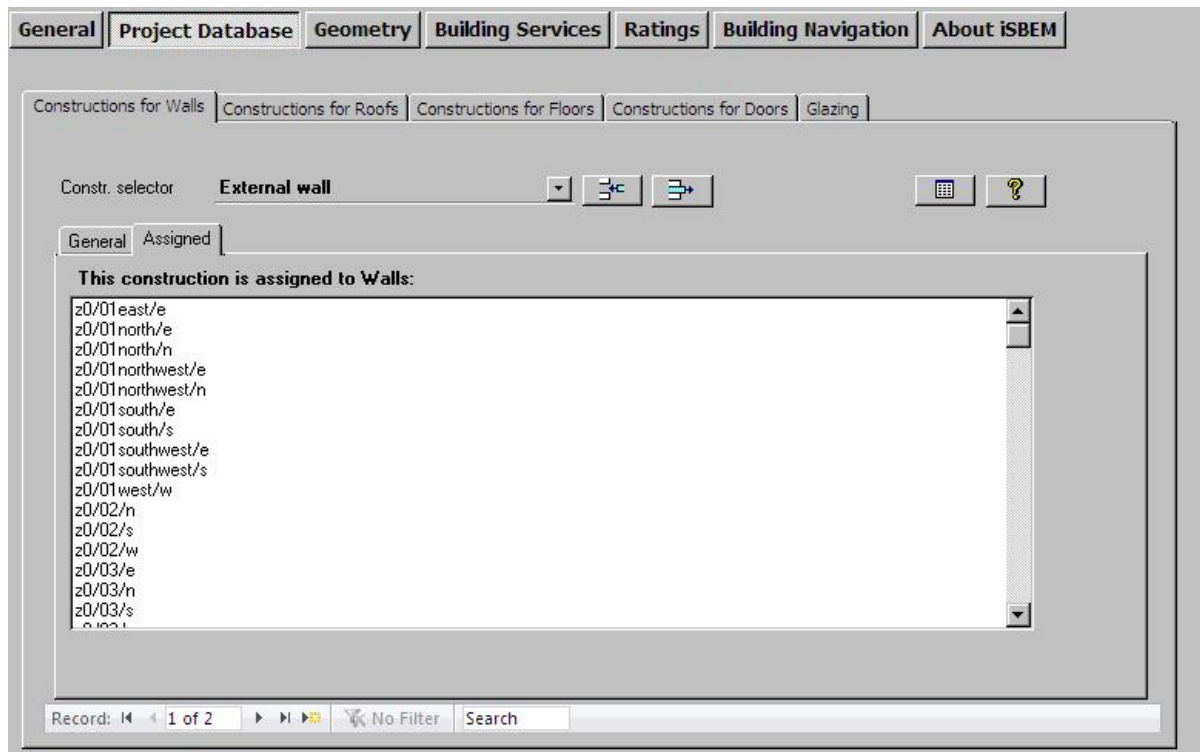 General Project Database Geometry Building Services Ratings Building Navigation About iSBEM
Constructions for Walls Constructions for Roofs Constructions for Floors Constructions for Doors Glazing
Constr. selector External wall
General Assigned
This construction is assigned to Walls:
z0/01east/e
z0/01north/e
z0/01north/n
z0/01northwest/e
z0/01northwest/n
z0/01south/e
z0/01south/s
z0/01southwest/e
z0/01southwest/s
z0/01west/w
z0/02/n
z0/02/s
z0/02/w
z0/03/e
z0/03/n
z0/03/s
Record: 1 of 2 No Filter Search